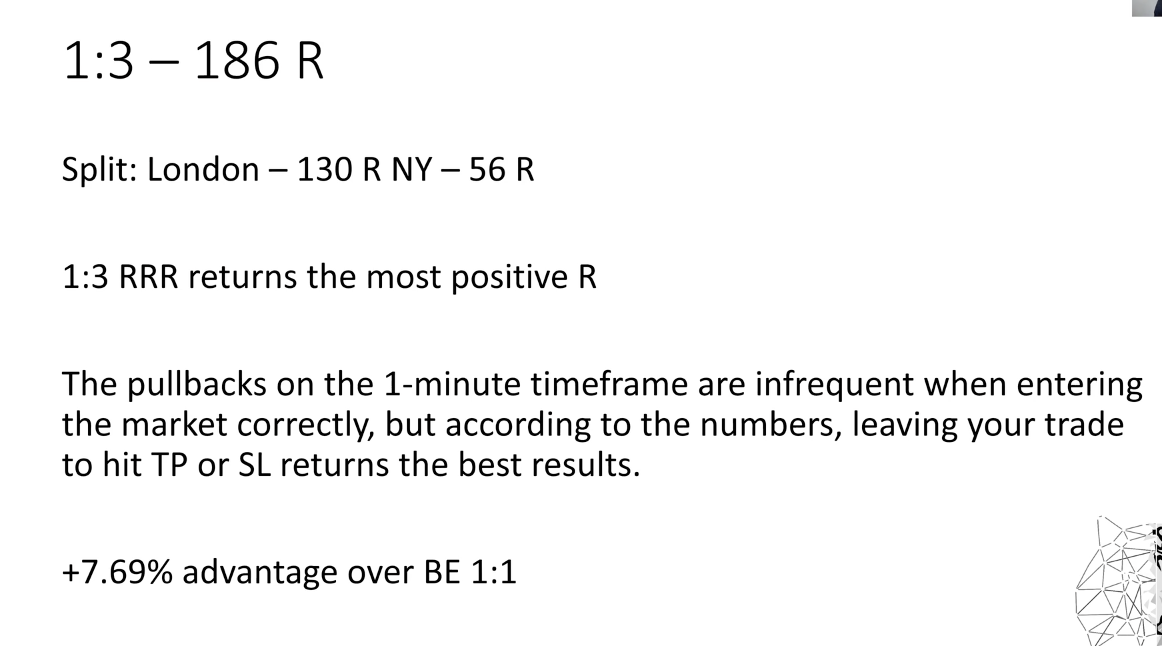 1:3 – 186 R
Split: London – 130 R NY – 56 R
1:3 RRR returns the most positive R
The pullbacks on the 1-minute timeframe are infrequent when entering
the market correctly, but according to the numbers, leaving your trade
to hit TP or SL returns the best results.
+7.69% advantage over BE 1:1